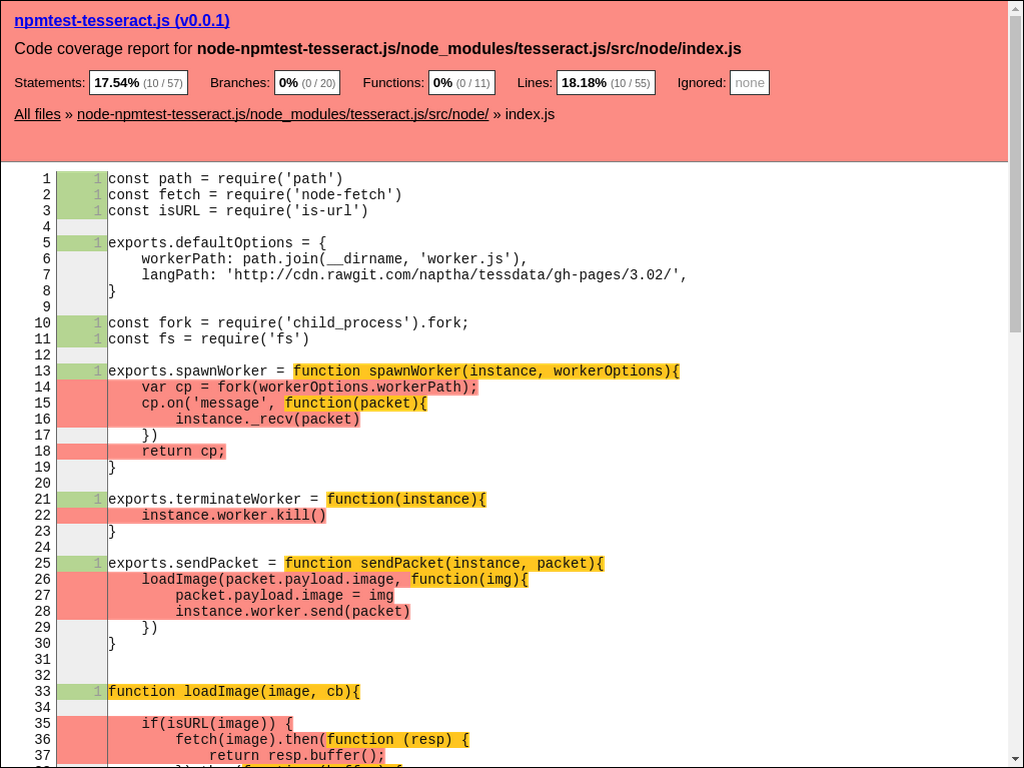 npmtest-tesseract.js (v0.0.1)
Code coverage report for node-npmtest-tesseract.js/node_modules/tesseract.js/src/node/index.js
Statements: 17.54% (10 / 57) Branches: 0% (0 / 20) Functions: 0% (0 / 11) Lines: 18.18% (10 / 55) Ignored: none
All files » node-npmtest-tesseract.js/node_modules/tesseract.js/src/node/ » index.js
1 1 const path = require('path')
2 1 const fetch = require('node-fetch')
3 1 const isURL = require('is-url')
4
5 1 exports.defaultOptions = {
6     workerPath: path.join(__dirname, 'worker.js'),
7     langPath: 'http://cdn.rawgit.com/naptha/tessdata/gh-pages/3.02/',
8 }
9
10 1 const fork = require('child_process').fork;
11 1 const fs = require('fs')
12
13 1 exports.spawnWorker = function spawnWorker(instance, workerOptions){
14     var cp = fork(workerOptions.workerPath);
15     cp.on('message', function(packet){
16         instance._recv(packet)
17     })
18     return cp;
19 }
20
21 1 exports.terminateWorker = function(instance){
22     instance.worker.kill()
23 }
24
25 1 exports.sendPacket = function sendPacket(instance, packet){
26     loadImage(packet.payload.image, function(img){
27         packet.payload.image = img
28         instance.worker.send(packet)
29     })
30 }
31
32
33 1 function loadImage(image, cb){
34
35     if(isURL(image)) {
36         fetch(image).then(function (resp) {
37             return resp.buffer();